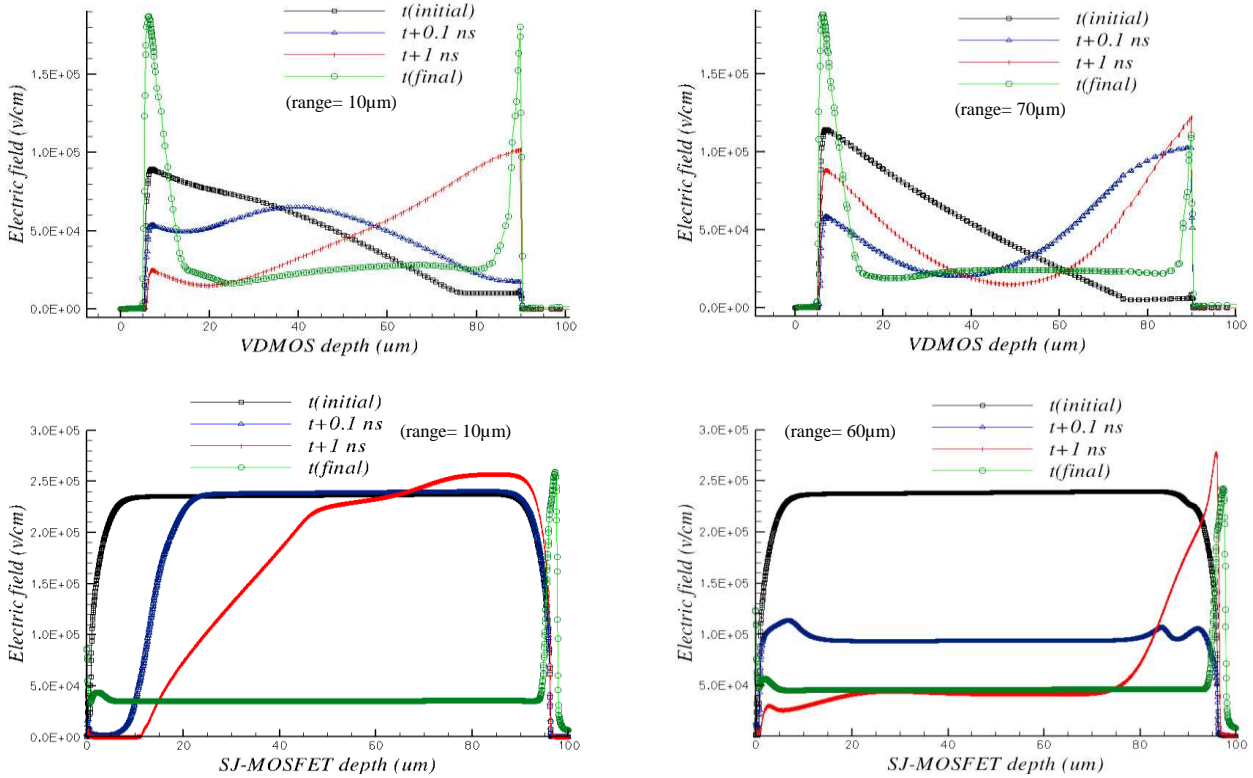 t(initial)
t+0.1 ns
t+1 ns
t(final)
(range= 10µm)
1.5E+05
1.0E+05
5.0E+04
0.0E+00
Electric field (v/cm)
0
20
40
60
80
100
VDMOS depth (um)
t(initial)
t+0.1 ns
t+1 ns
t(final)
(range= 70µm)
1.5E+05
1.0E+05
5.0E+04
0.0E+00
Electric field (v/cm)
0
20
40
60
80
100
VDMOS depth (um)
t(initial)
t+0.1 ns
t+1 ns
t(final)
(range= 10µm)
3.0E+05
2.5E+05
2.0E+05
1.5E+05
1.0E+05
5.0E+04
0.0E+00
Electric field (v/cm)
0
20
40
60
80
100
SJ-MOSFET depth (um)
t(initial)
t+0.1 ns
t+1 ns
t(final)
(range= 60µm)
3.0E+05
2.5E+05
2.0E+05
1.5E+05
1.0E+05
5.0E+04
0.0E+00
Electric field (v/cm)
0
20
40
60
80
100
SJ-MOSFET depth (um)